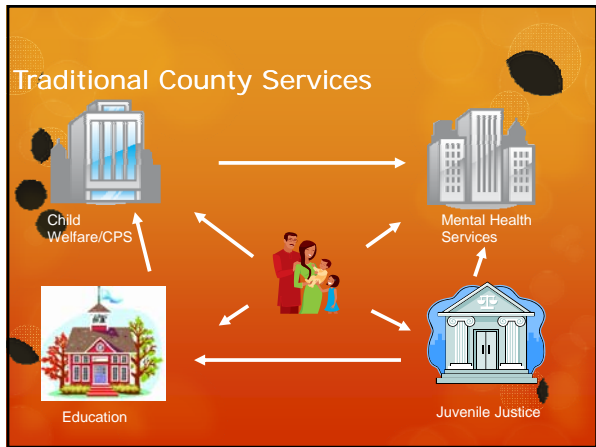 Traditional County Services
Child
Welfare/CPS
Mental Health
Services
Education
Juvenile Justice